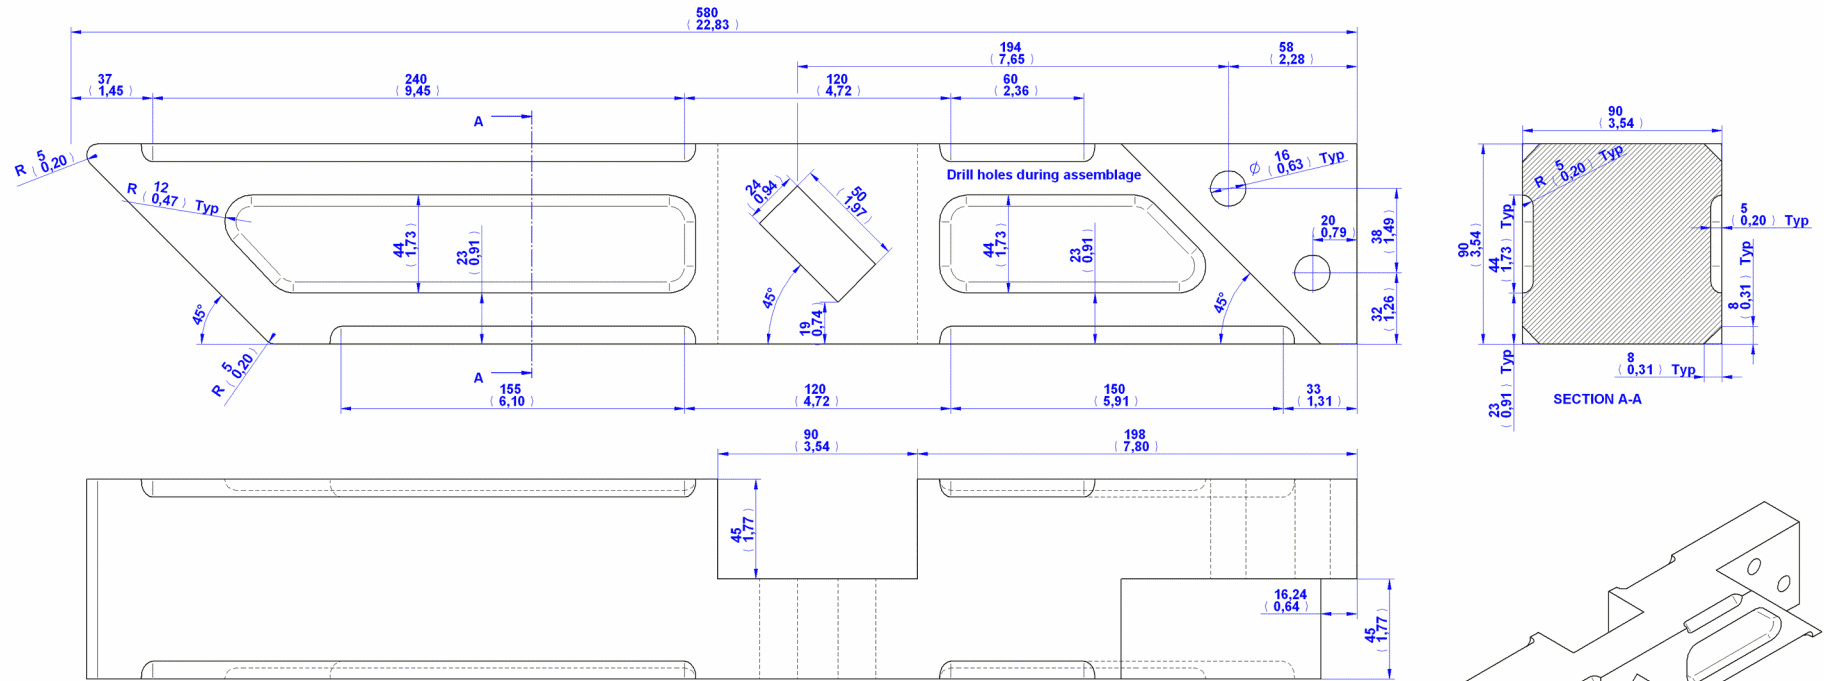 580
( 22,83 )
194
( 7,65 )
58
( 2,28 )
37
( 1,45 )
240
( 9,45 )
120
( 4,72 )
60
( 2,36 )
A
R 5
( 0,20 )
R 12
( 0,47 ) Typ
24
( 0,94 )
50
( 1,97 )
Drill holes during assemblage
Ø 16
( 0,63 ) Typ
20
( 0,79 )
38
( 1,49 )
32
( 1,26 )
44
( 1,73 )
23
( 0,91 )
44
( 1,73 )
23
( 0,91 )
45°
45°
45°
19
( 0,74 )
R 5
( 0,20 )
A
155
( 6,10 )
120
( 4,72 )
150
( 5,91 )
33
( 1,31 )
90
( 3,54 )
R 5
( 0,20 ) Typ
5
( 0,20 ) Typ
90
( 3,54 )
44
( 1,73 ) Typ
8
( 0,31 ) Typ
8
( 0,31 ) Typ
23
( 0,91 ) Typ
SECTION A-A
90
( 3,54 )
198
( 7,80 )
45
( 1,77 )
16,24
( 0,64 )
45
( 1,77 )